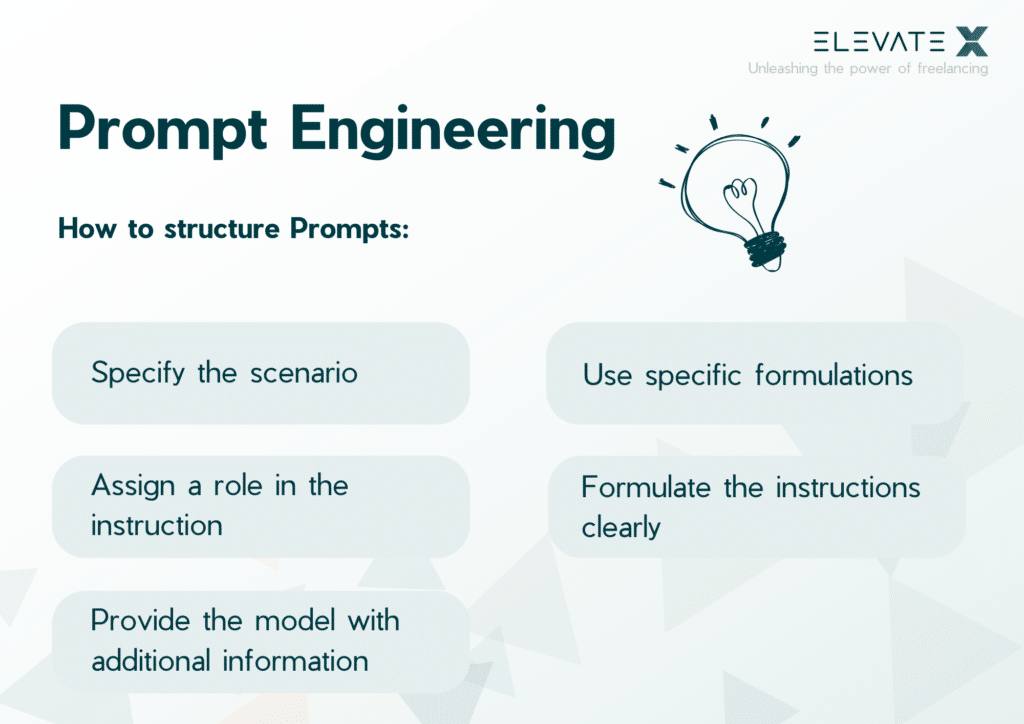 ELEVATE X
Unleashing the power of freelancing
Prompt Engineering
How to structure Prompts:
Specify the scenario
Assign a role in the
instruction
Provide the model with
additional information
Use specific formulations
Formulate the instructions
clearly